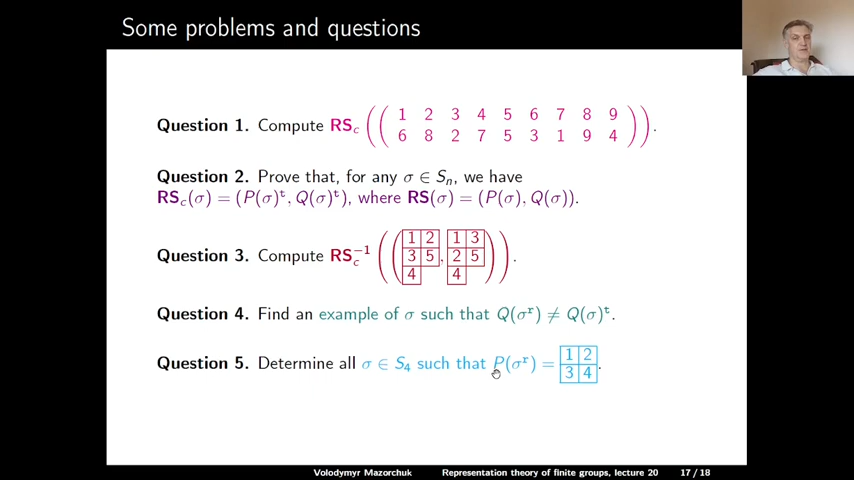 Some problems and questions
Question 1. Compute RS_c ( ( 1 2 3 4 5 6 7 8 9
6 8 2 7 5 3 1 9 4 ) ).
Question 2. Prove that, for any σ ∈ S_n, we have
RS_c(σ) = (P(σ)^t, Q(σ)^t), where RS(σ) = (P(σ), Q(σ)).
Question 3. Compute RS_c^{-1} ( ( 1 2 / 3 5 / 4 , 1 3 / 2 5 / 4 ) ).
Question 4. Find an example of σ such that Q(σ^r) ≠ Q(σ)^t.
Question 5. Determine all σ ∈ S_4 such that P(σ^r) = 1 2 / 3 4 .
Volodymyr Mazorchuk Representation theory of finite groups, lecture 20 17 / 18